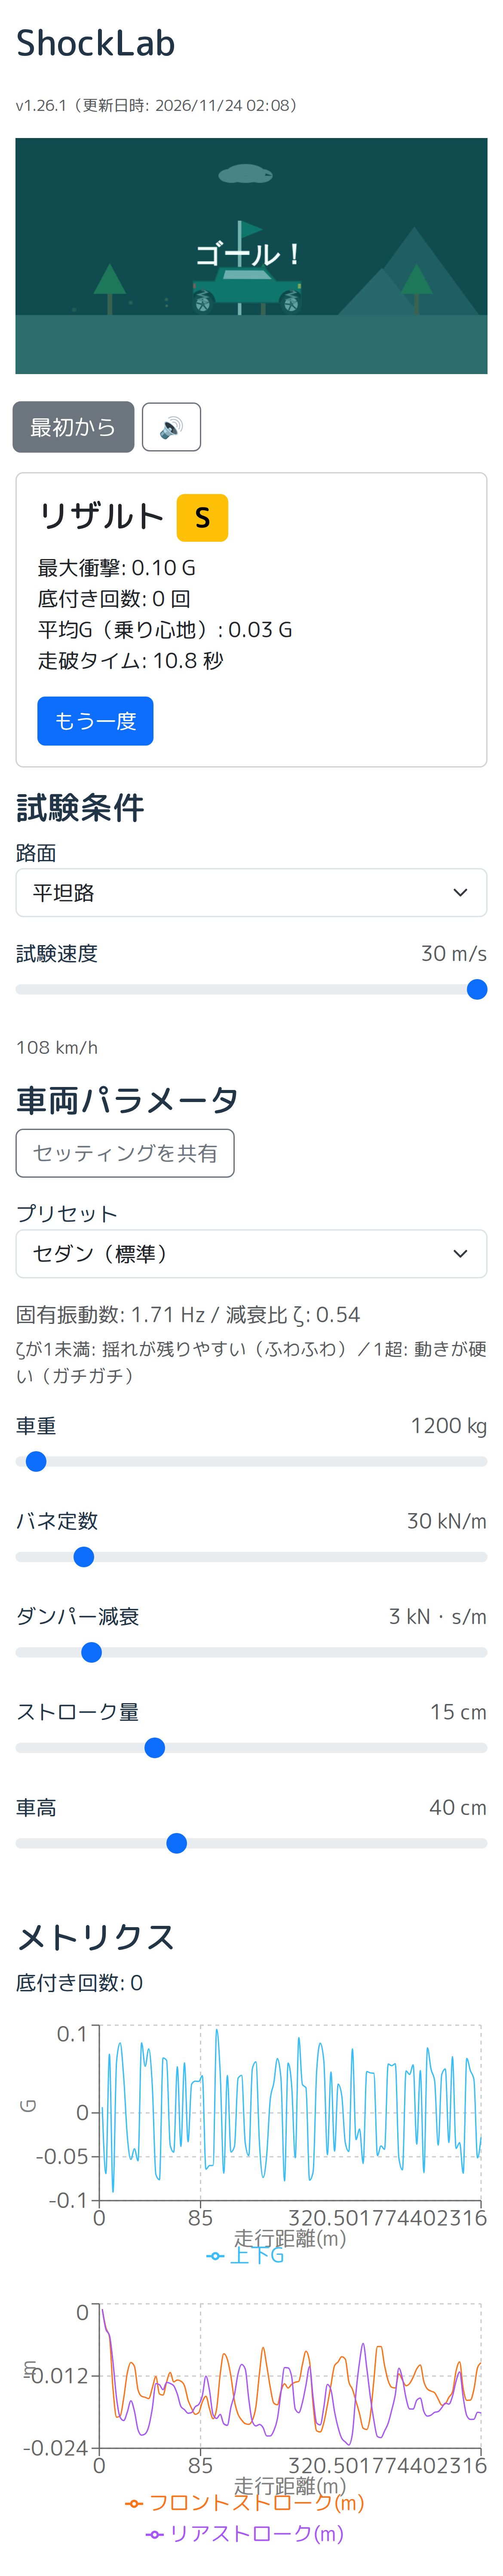 ShockLab
v1.26.1（更新日時: 2026/11/24 02:08）
ゴール！
最初から
リザルト S
最大衝撃: 0.10 G
底付き回数: 0 回
平均G（乗り心地）: 0.03 G
走破タイム: 10.8 秒
もう一度
試験条件
路面
平坦路
試験速度 30 m/s
108 km/h
車両パラメータ
セッティングを共有
プリセット
セダン（標準）
固有振動数: 1.71 Hz / 減衰比 ζ: 0.54
ζが1未満: 揺れが残りやすい（ふわふわ）／1超: 動きが硬
い（ガチガチ）
車重 1200 kg
バネ定数 30 kN/m
ダンパー減衰 3 kN・s/m
ストローク量 15 cm
車高 40 cm
メトリクス
底付き回数: 0
0.1
G
0
-0.05
-0.1
0 85 320.501774402316
走行距離(m)
上下G
0
m
-0.012
-0.024
0 85 320.501774402316
走行距離(m)
フロントストローク(m)
リアストローク(m)